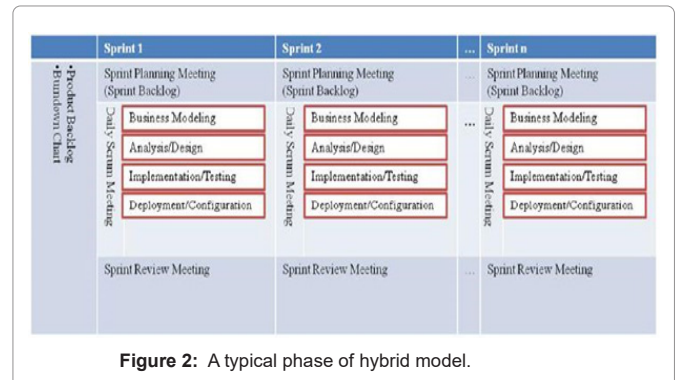 Sprint 1 Sprint 2 ... Sprint n
•Product Backlog
•Burndown Chart
Sprint Planning Meeting
(Sprint Backlog)
Daily Scrum Meeting
Business Modeling
Analysis/Design
Implementation/Testing
Deployment/Configuration
Sprint Review Meeting
Sprint Planning Meeting
(Sprint Backlog)
Daily Scrum Meeting
Business Modeling
Analysis/Design
Implementation/Testing
Deployment/Configuration
Sprint Review Meeting
...
...
...
Sprint Planning Meeting
(Sprint Backlog)
Daily Scrum Meeting
Business Modeling
Analysis/Design
Implementation/Testing
Deployment/Configuration
Sprint Review Meeting
Figure 2: A typical phase of hybrid model.